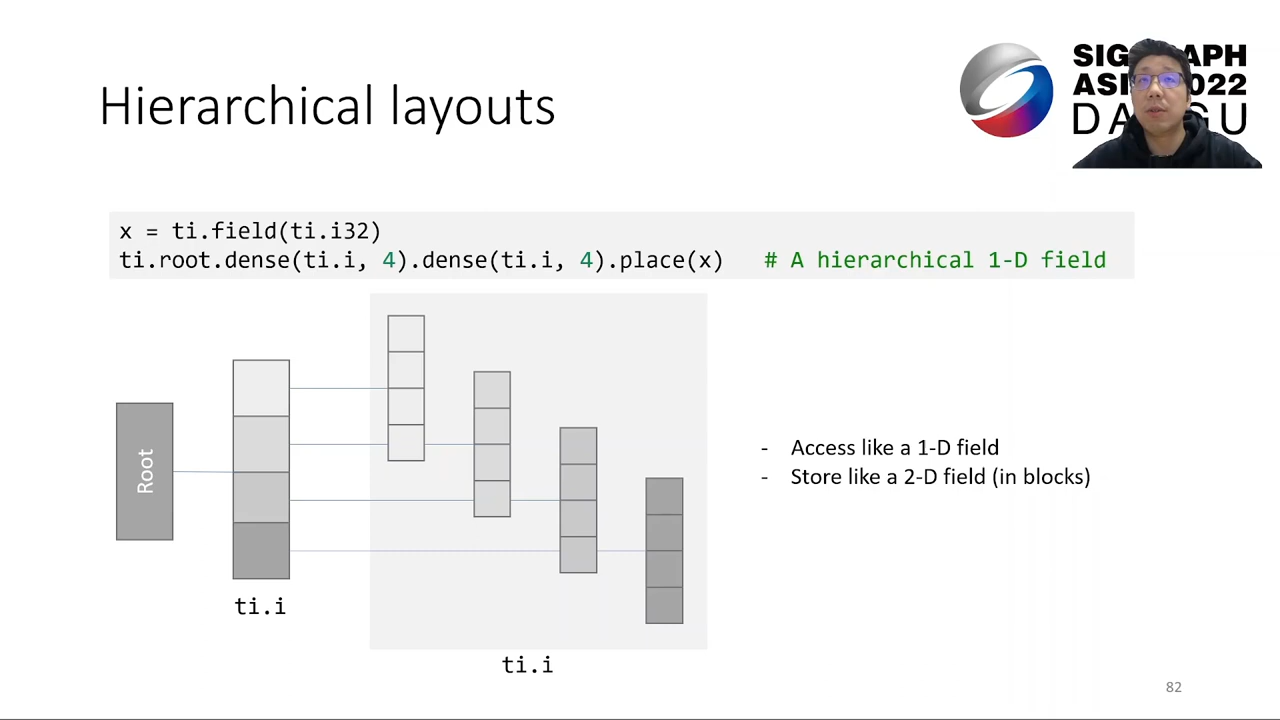 Hierarchical layouts
x = ti.field(ti.i32)
ti.root.dense(ti.i, 4).dense(ti.i, 4).place(x) # A hierarchical 1-D field
Root
- Access like a 1-D field
- Store like a 2-D field (in blocks)
ti.i
ti.i
82